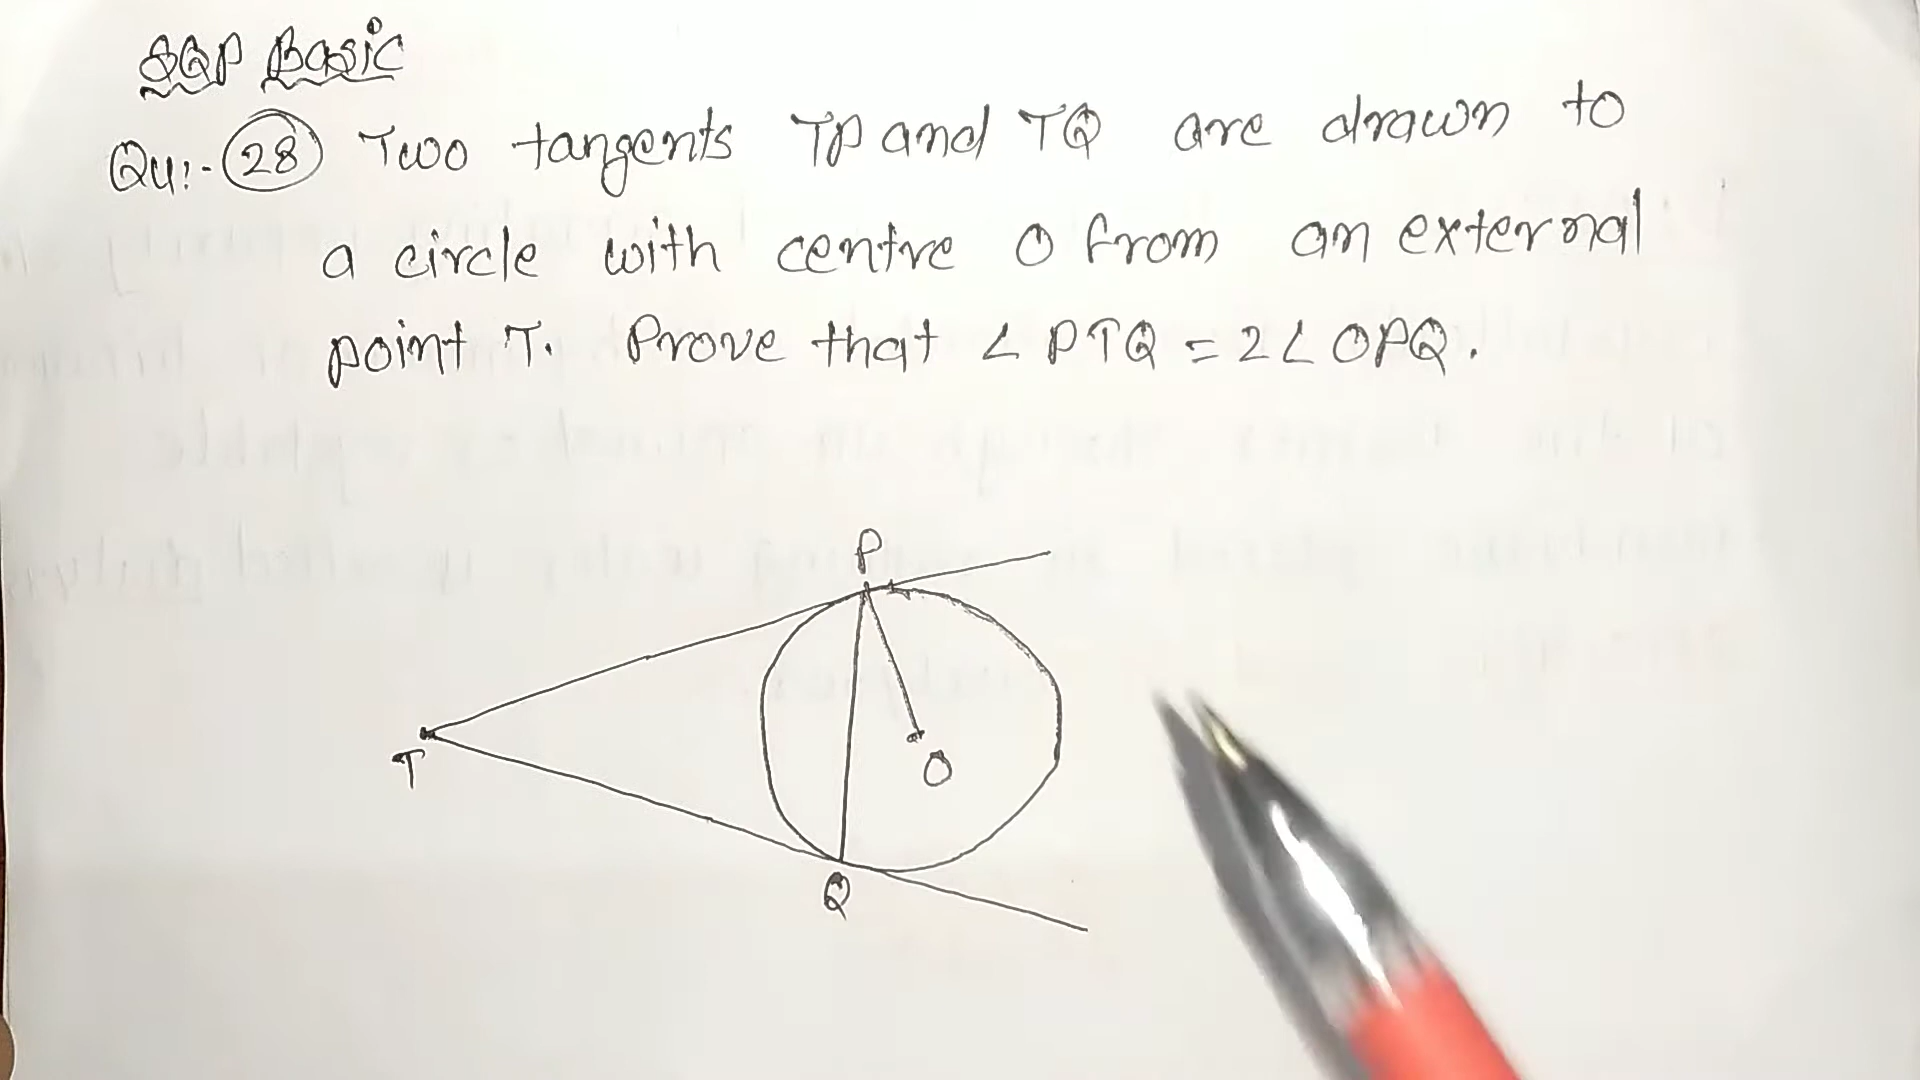 SQP Basic
Qu:- 28 Two tangents TP and TQ are drawn to
a circle with centre O from an external
point T. Prove that ∠PTQ = 2∠OPQ.
P
T
O
Q